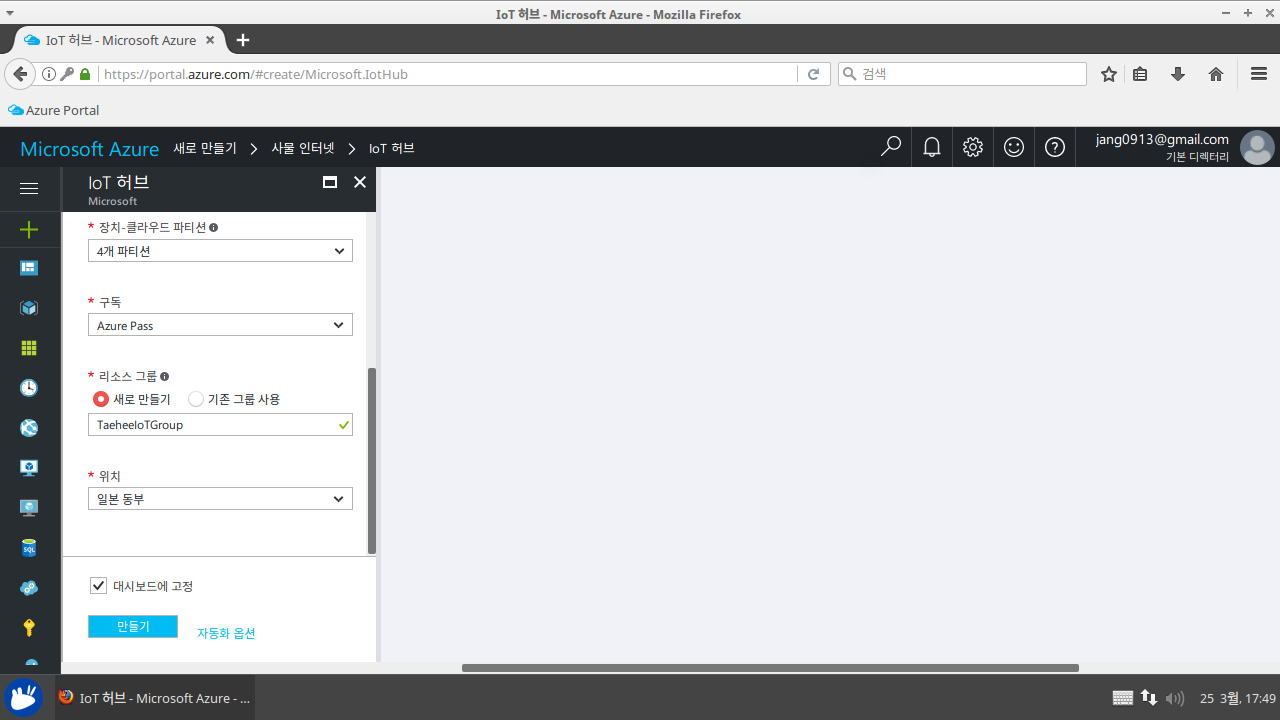 IoT 허브 - Microsoft Azure - Mozilla Firefox
IoT 허브 - Microsoft Azure
https://portal.azure.com/#create/Microsoft.IotHub
검색
Azure Portal
Microsoft Azure 새로 만들기 사물 인터넷 IoT 허브
jang0913@gmail.com
기본 디렉터리
IoT 허브
Microsoft
* 장치-클라우드 파티션
4개 파티션
* 구독
Azure Pass
* 리소스 그룹
새로 만들기 기존 그룹 사용
TaeheeIoTGroup
* 위치
일본 동부
대시보드에 고정
만들기 자동화 옵션
SQL
IoT 허브 - Microsoft Azure - ...
25 3월, 17:49